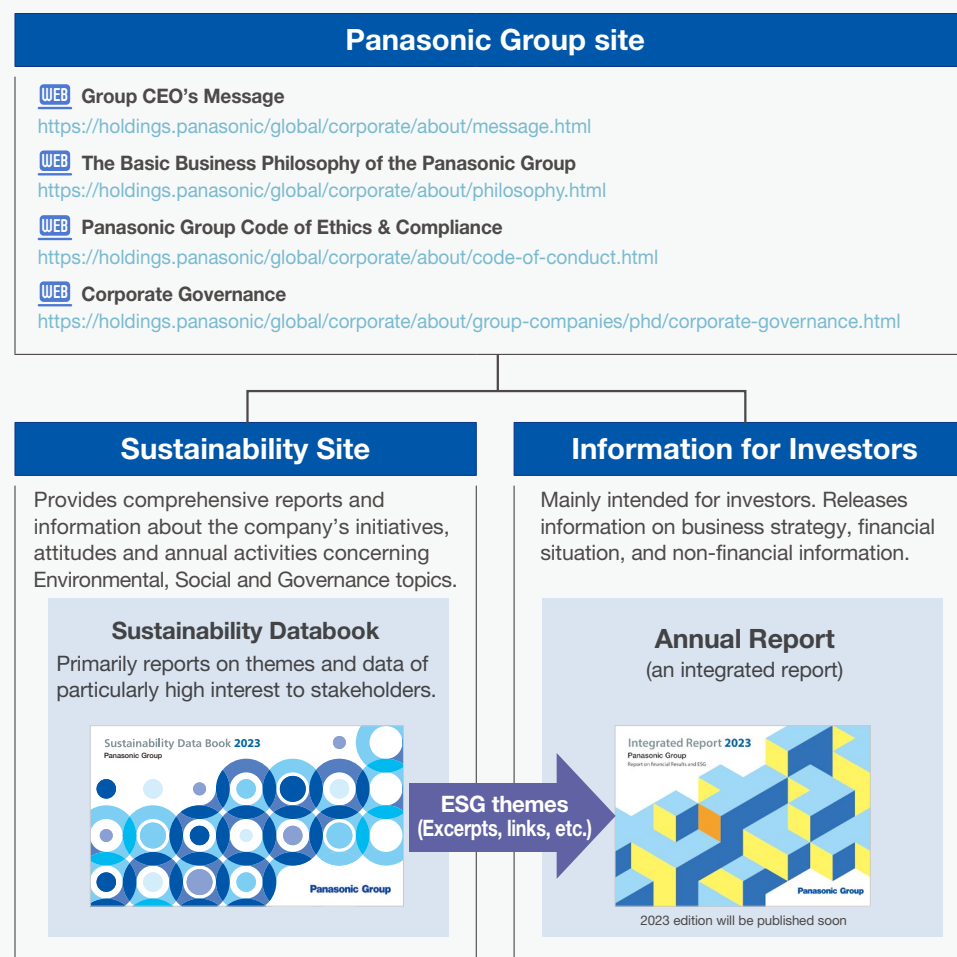 Panasonic Group site
WEB Group CEO's Message
https://holdings.panasonic/global/corporate/about/message.html
WEB The Basic Business Philosophy of the Panasonic Group
https://holdings.panasonic/global/corporate/about/philosophy.html
WEB Panasonic Group Code of Ethics & Compliance
https://holdings.panasonic/global/corporate/about/code-of-conduct.html
WEB Corporate Governance
https://holdings.panasonic/global/corporate/about/group-companies/phd/corporate-governance.html
Sustainability Site
Provides comprehensive reports and
information about the company's initiatives,
attitudes and annual activities concerning
Environmental, Social and Governance topics.
Sustainability Databook
Primarily reports on themes and data of
particularly high interest to stakeholders.
Sustainability Data Book 2023
Panasonic Group
Panasonic Group
ESG themes
(Excerpts, links, etc.)
Information for Investors
Mainly intended for investors. Releases
information on business strategy, financial
situation, and non-financial information.
Annual Report
(an integrated report)
Integrated Report 2023
Panasonic Group
Report on financial Results and ESG
Panasonic Group
2023 edition will be published soon